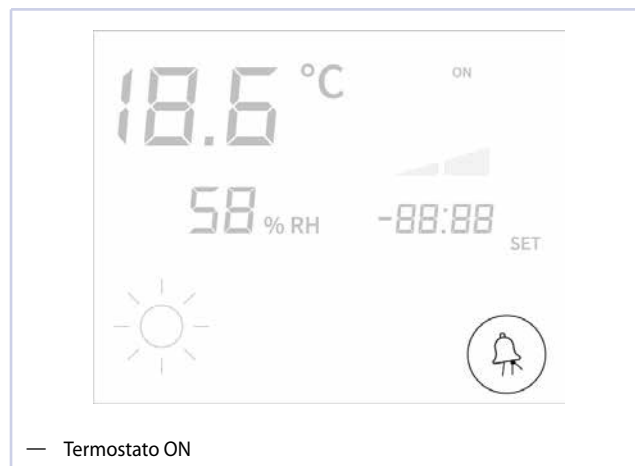 18.6 °C ON
58 % RH -88:88
SET
— Termostato ON